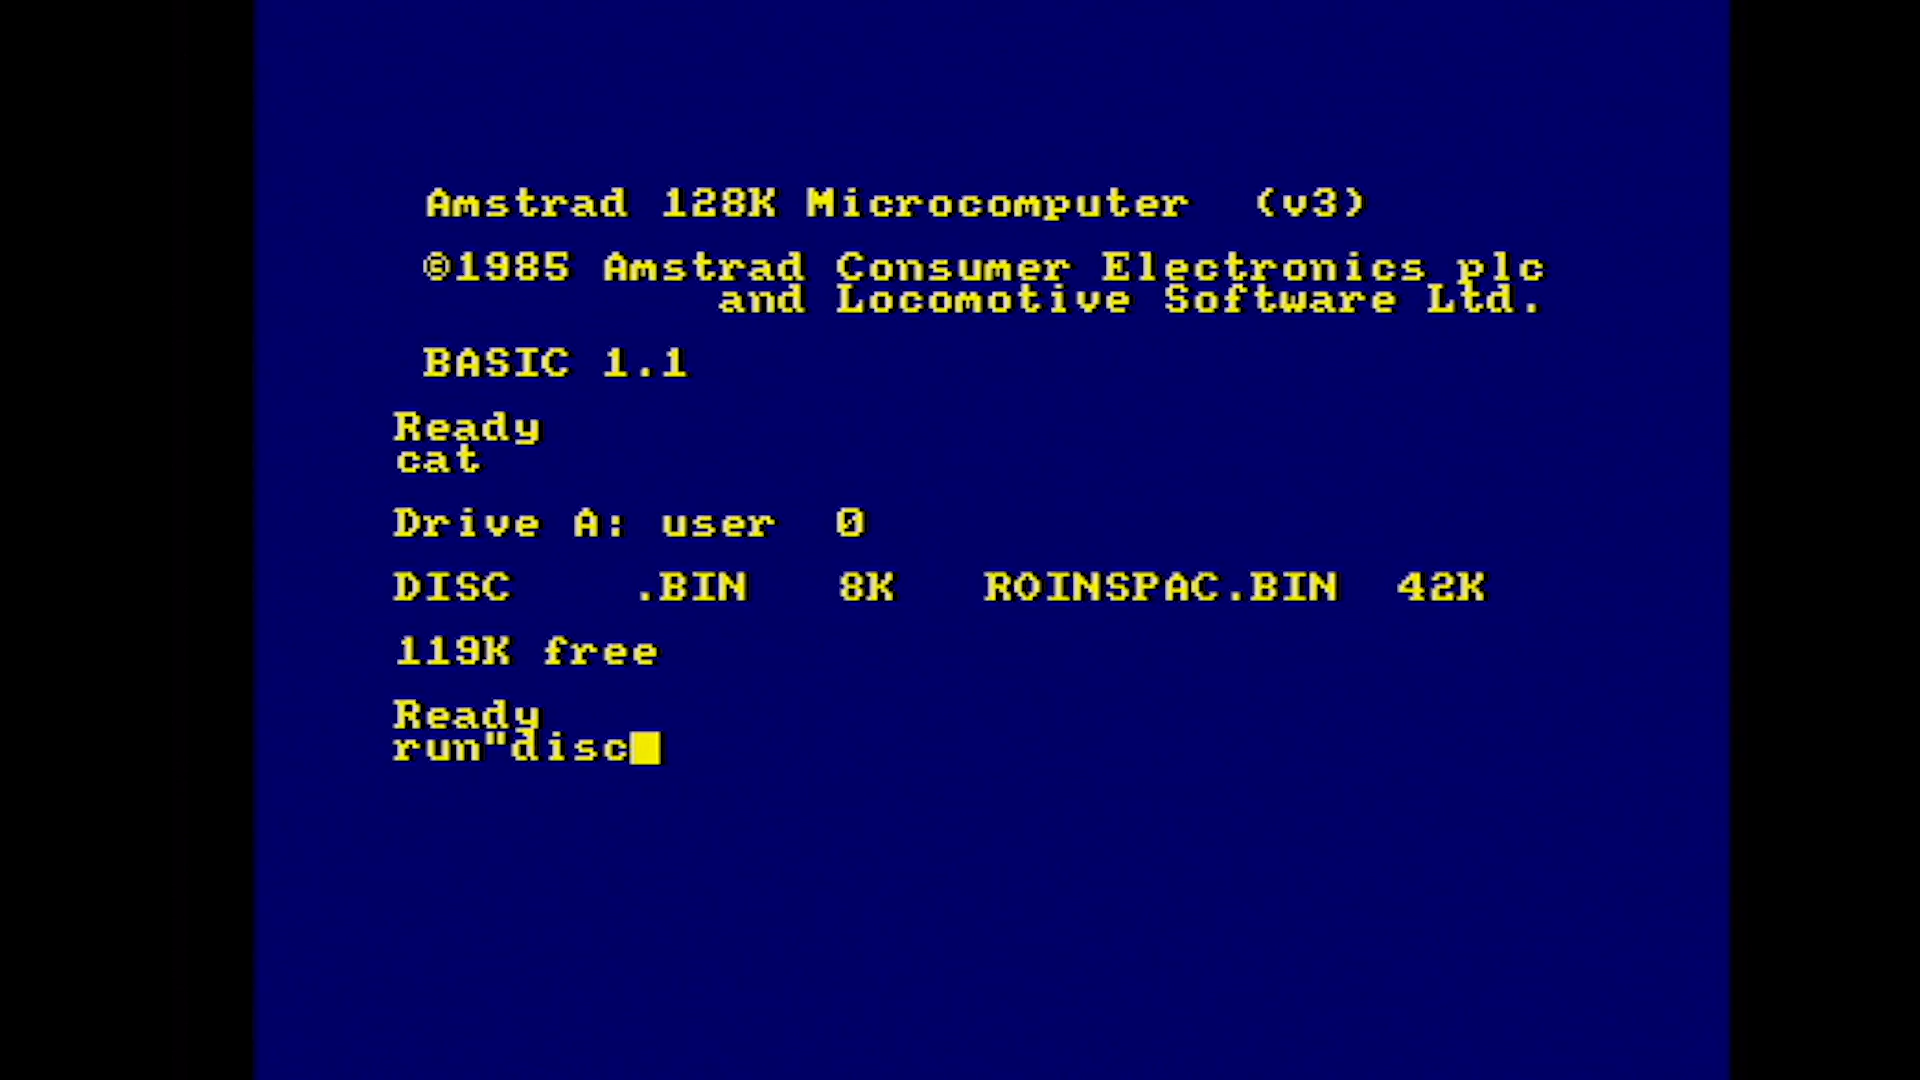 Amstrad 128K Microcomputer  (v3)
©1985 Amstrad Consumer Electronics plc
and Locomotive Software Ltd.
BASIC 1.1
Ready
cat
Drive A: user  0
DISC    .BIN   8K   ROINSPAC.BIN  42K
119K free
Ready
run"disc